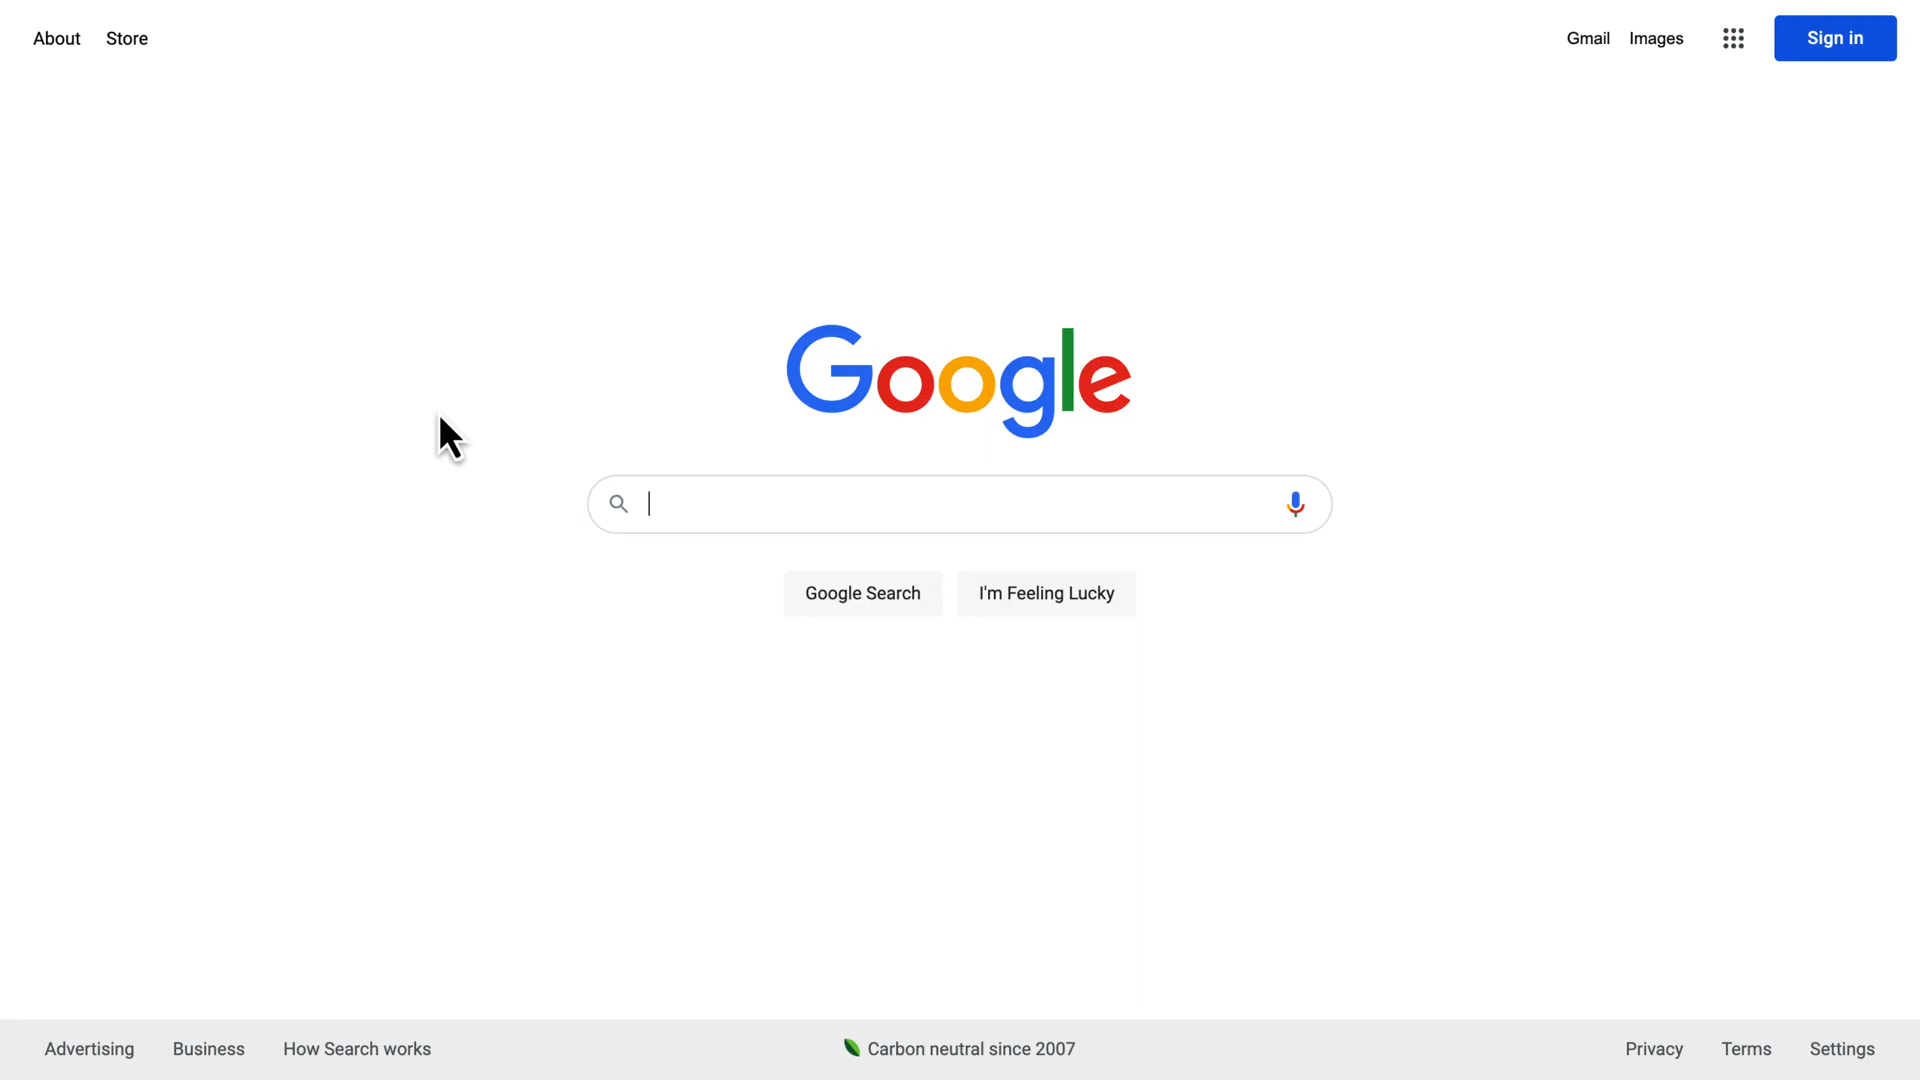 About Store Gmail Images Sign in
Google
Google Search I'm Feeling Lucky
Advertising Business How Search works Carbon neutral since 2007 Privacy Terms Settings